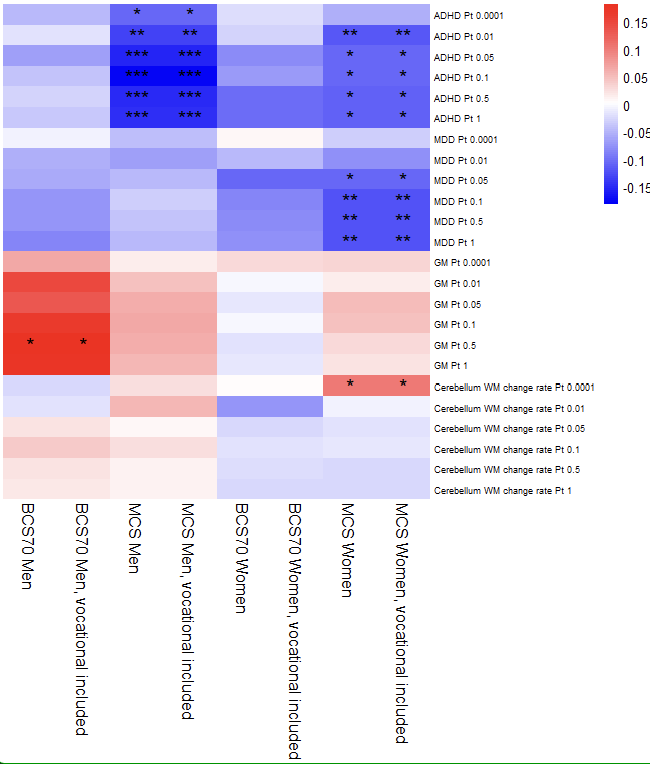 * * ADHD Pt 0.0001
** ** ** ** ADHD Pt 0.01
*** *** * * ADHD Pt 0.05
*** *** * * ADHD Pt 0.1
*** *** * * ADHD Pt 0.5
*** *** * * ADHD Pt 1
MDD Pt 0.0001
MDD Pt 0.01
* * MDD Pt 0.05
** ** MDD Pt 0.1
** ** MDD Pt 0.5
** ** MDD Pt 1
GM Pt 0.0001
GM Pt 0.01
GM Pt 0.05
GM Pt 0.1
* * GM Pt 0.5
GM Pt 1
* * Cerebellum WM change rate Pt 0.0001
Cerebellum WM change rate Pt 0.01
Cerebellum WM change rate Pt 0.05
Cerebellum WM change rate Pt 0.1
Cerebellum WM change rate Pt 0.5
Cerebellum WM change rate Pt 1
0.15
0.1
0.05
0
-0.05
-0.1
-0.15
BCS70 Men
BCS70 Men, vocational included
MCS Men
MCS Men, vocational included
BCS70 Women
BCS70 Women, vocational included
MCS Women
MCS Women, vocational included